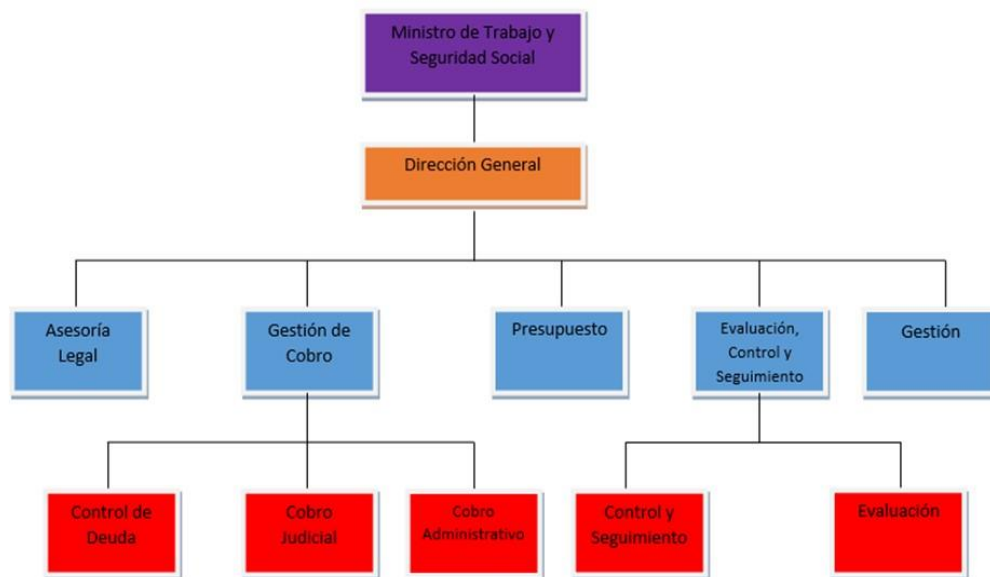 Ministro de Trabajo y
Seguridad Social
Dirección General
Asesoría
Legal
Gestión de
Cobro
Presupuesto
Evaluación,
Control y
Seguimiento
Gestión
Control de
Deuda
Cobro
Judicial
Cobro
Administrativo
Control y
Seguimiento
Evaluación